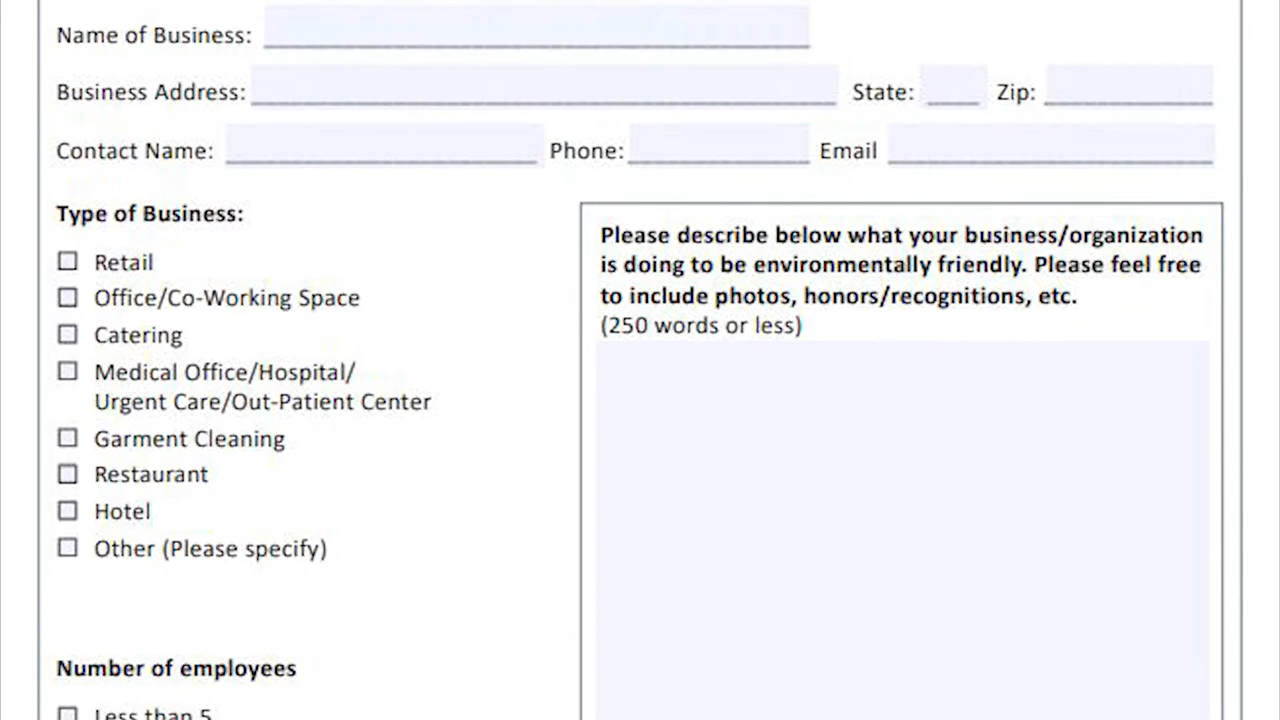 Name of Business:
Business Address: State: Zip:
Contact Name: Phone: Email
Type of Business:
Retail
Office/Co-Working Space
Catering
Medical Office/Hospital/
Urgent Care/Out-Patient Center
Garment Cleaning
Restaurant
Hotel
Other (Please specify)
Number of employees
Less than 5
Please describe below what your business/organization
is doing to be environmentally friendly. Please feel free
to include photos, honors/recognitions, etc.
(250 words or less)